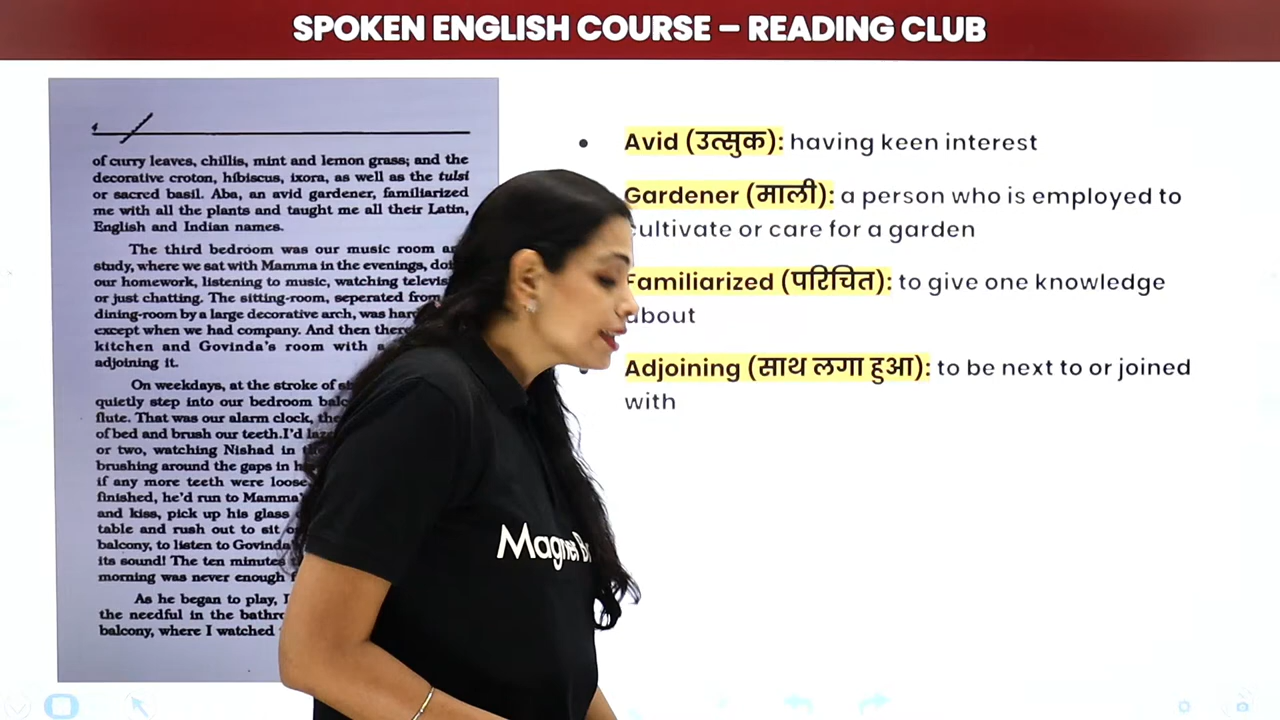 SPOKEN ENGLISH COURSE – READING CLUB
4
of curry leaves, chillis, mint and lemon grass; and the
decorative croton, hibiscus, ixora, as well as the tulsi
or sacred basil. Aba, an avid gardener, familiarized
me with all the plants and taught me all their Latin,
English and Indian names.
The third bedroom was our music room
study, where we sat with Mamma in the evenings,
our homework, listening to music, watching
or just chatting. The sitting-room, seperated from
dining-room by a large decorative arch, was
except when we had company. And then there
kitchen and Govinda's room with
adjoining it.
On weekdays, at the stroke of
quietly step into our bedroom
flute. That was our alarm clock,
of bed and brush our teeth. I'd
or two, watching Nishad in
brushing around the gaps in
if any more teeth were loose
finished, he'd run to Mamma's
and kiss, pick up his glass
table and rush out to sit
balcony, to listen to Govinda
its sound! The ten minutes
morning was never enough
As he began to play,
the needful in the
balcony, where I watched
• Avid (उत्सुक): having keen interest
Gardener (माली): a person who is employed to
cultivate or care for a garden
Familiarized (परिचित): to give one knowledge
about
• Adjoining (साथ लगा हुआ): to be next to or joined
with
Magnet